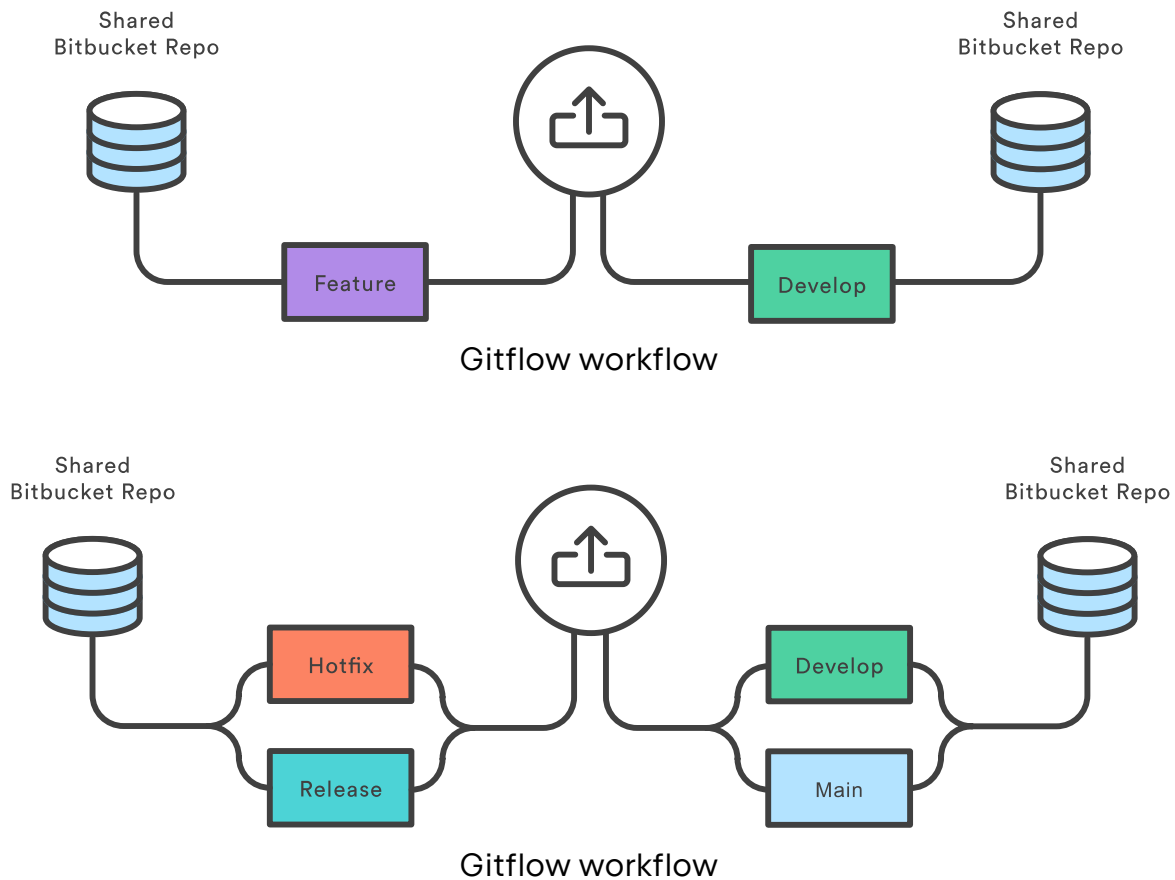 Shared
Bitbucket Repo
Shared
Bitbucket Repo
Feature
Develop
Gitflow workflow
Shared
Bitbucket Repo
Shared
Bitbucket Repo
Hotfix
Develop
Release
Main
Gitflow workflow